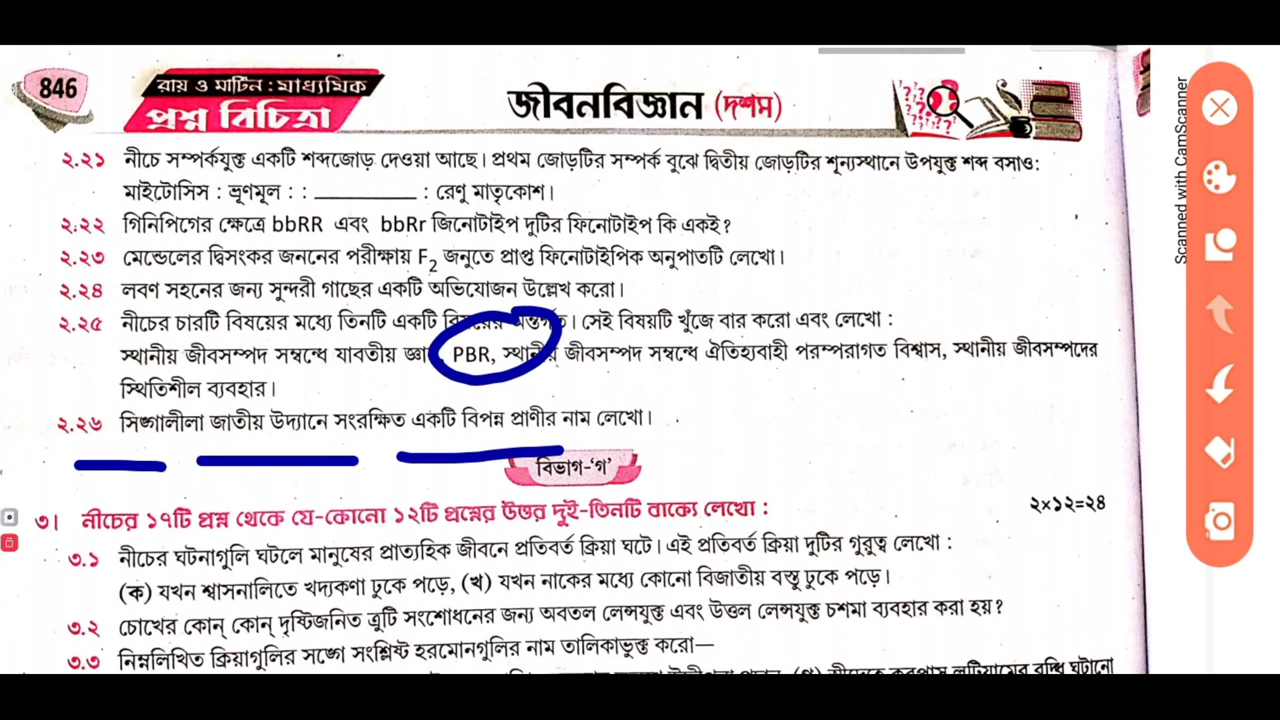 846
রায় ও মার্টিন : মাধ্যমিক
প্রশ্ন বিচিত্রা
জীবনবিজ্ঞান (দশম)
২.২১ নীচে সম্পর্কযুক্ত একটি শব্দজোড় দেওয়া আছে। প্রথম জোড়টির সম্পর্ক বুঝে দ্বিতীয় জোড়টির শূন্যস্থানে উপযুক্ত শব্দ বসাও:
মাইটোসিস : ভ্রূণমূল : : ____________ : রেণু মাতৃকোশ।
২.২২ গিনিপিগের ক্ষেত্রে bbRR এবং bbRr জিনোটাইপ দুটির ফিনোটাইপ কি একই?
২.২৩ মেন্ডেলের দ্বিসংকর জননের পরীক্ষায় F2 জনুতে প্রাপ্ত ফিনোটাইপিক অনুপাতটি লেখো।
২.২৪ লবণ সহনের জন্য সুন্দরী গাছের একটি অভিযোজন উল্লেখ করো।
২.২৫ নীচের চারটি বিষয়ের মধ্যে তিনটি একটি বিষয়ের অন্তর্গত। সেই বিষয়টি খুঁজে বার করো এবং লেখো :
স্থানীয় জীবসম্পদ সম্বন্ধে যাবতীয় PBR, স্থানীয় জীবসম্পদ সম্বন্ধে ঐতিহ্যবাহী পরম্পরাগত বিশ্বাস, স্থানীয় জীবসম্পদের
স্থিতিশীল ব্যবহার।
২.২৬ সিঙ্গালীলা জাতীয় উদ্যানে সংরক্ষিত একটি বিপন্ন প্রাণীর নাম লেখো।
বিভাগ-‘গ’
৩। নীচের ১৭টি প্রশ্ন থেকে যে-কোনো ১২টি প্রশ্নের উত্তর দুই-তিনটি বাক্যে লেখো : ২×১২=২৪
৩.১ নীচের ঘটনাগুলি ঘটলে মানুষের প্রাত্যহিক জীবনে প্রতিবর্ত ক্রিয়া ঘটে। এই প্রতিবর্ত ক্রিয়া দুটির গুরুত্ব লেখো :
(ক) যখন শ্বাসনালিতে খদ্যকণা ঢুকে পড়ে, (খ) যখন নাকের মধ্যে কোনো বিজাতীয় বস্তু ঢুকে পড়ে।
৩.২ চোখের কোন্ কোন্ দৃষ্টিজনিত ত্রুটি সংশোধনের জন্য অবতল লেন্সযুক্ত এবং উত্তল লেন্সযুক্ত চশমা ব্যবহার করা হয়?
৩.৩ নিম্নলিখিত ক্রিয়াগুলির সঙ্গে সংশ্লিষ্ট হরমোনগুলির নাম তালিকাভুক্ত করো—
Scanned with CamScanner